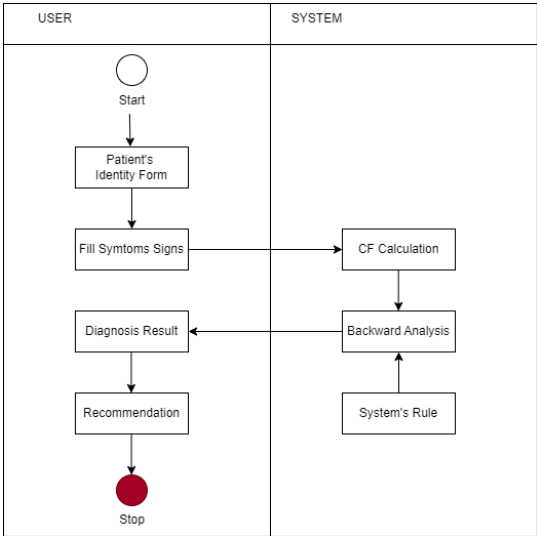 USER
SYSTEM
Start
Patient's
Identity Form
Fill Symtoms Signs
CF Calculation
Diagnosis Result
Backward Analysis
Recommendation
System's Rule
Stop